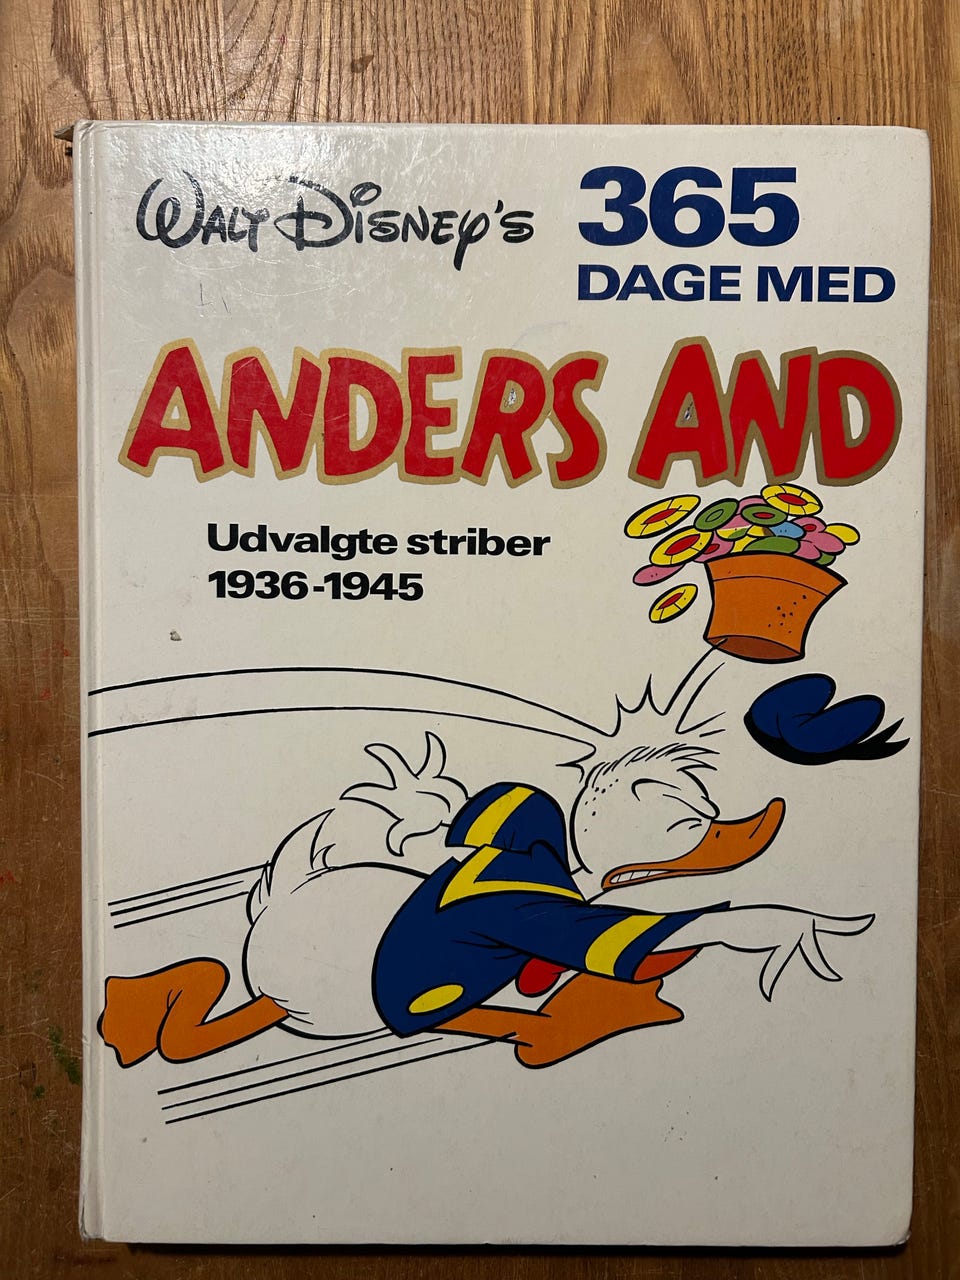 WALT DISNEY'S
365
DAGE MED
ANDERS AND
Udvalgte striber
1936-1945